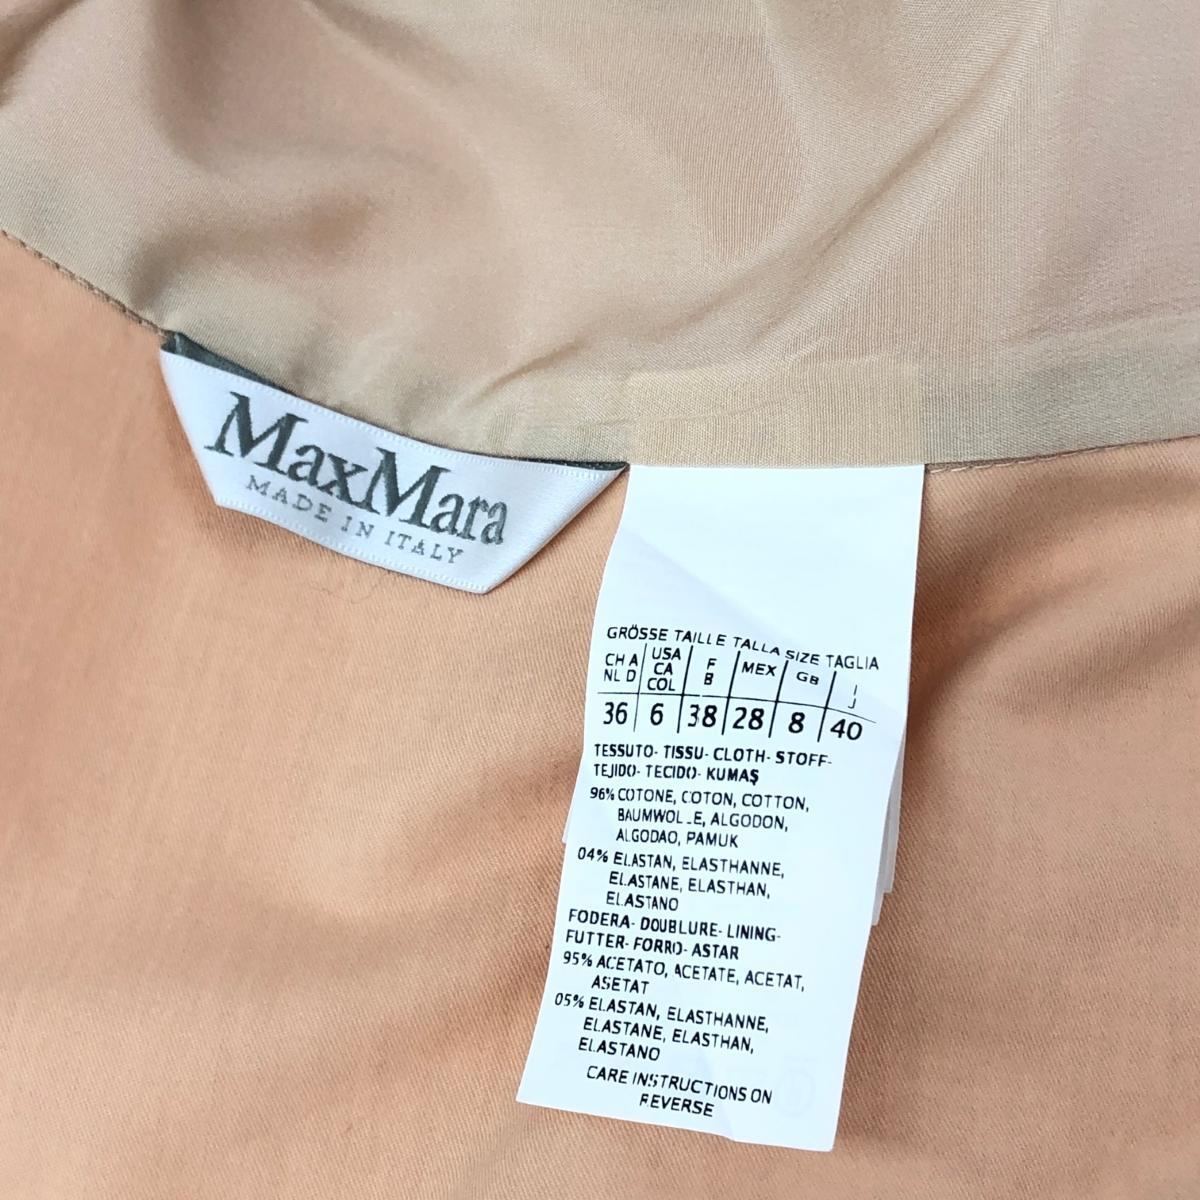 MaxMara
MADE IN ITALY
GRÖSSE TAILLE TALLA SIZE TAGLIA
CH A NL D | USA CA COL | F B | MEX | GB | I J
36 | 6 | 38 | 28 | 8 | 40
TESSUTO- TISSU- CLOTH- STOFF-
TEJIDO- TECIDO- KUMAŞ
96% COTONE, COTON, COTTON,
BAUMWOLLE, ALGODON,
ALGODAO, PAMUK
04% ELASTAN, ELASTHANNE,
ELASTANE, ELASTHAN,
ELASTANO
FODERA- DOUBLURE- LINING-
FUTTER- FORRO- ASTAR
95% ACETATO, ACETATE, ACETAT,
ASETAT
05% ELASTAN, ELASTHANNE,
ELASTANE, ELASTHAN,
ELASTANO
CARE INSTRUCTIONS ON
REVERSE